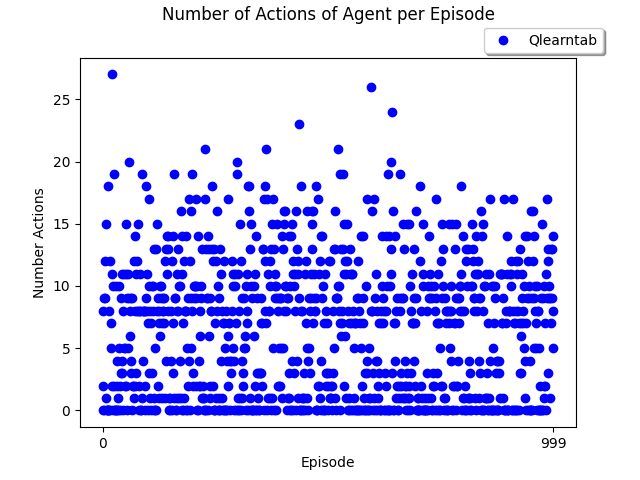 Number of Actions of Agent per Episode
Qlearntab
25
20
15
10
5
0
Number Actions
0 999
Episode